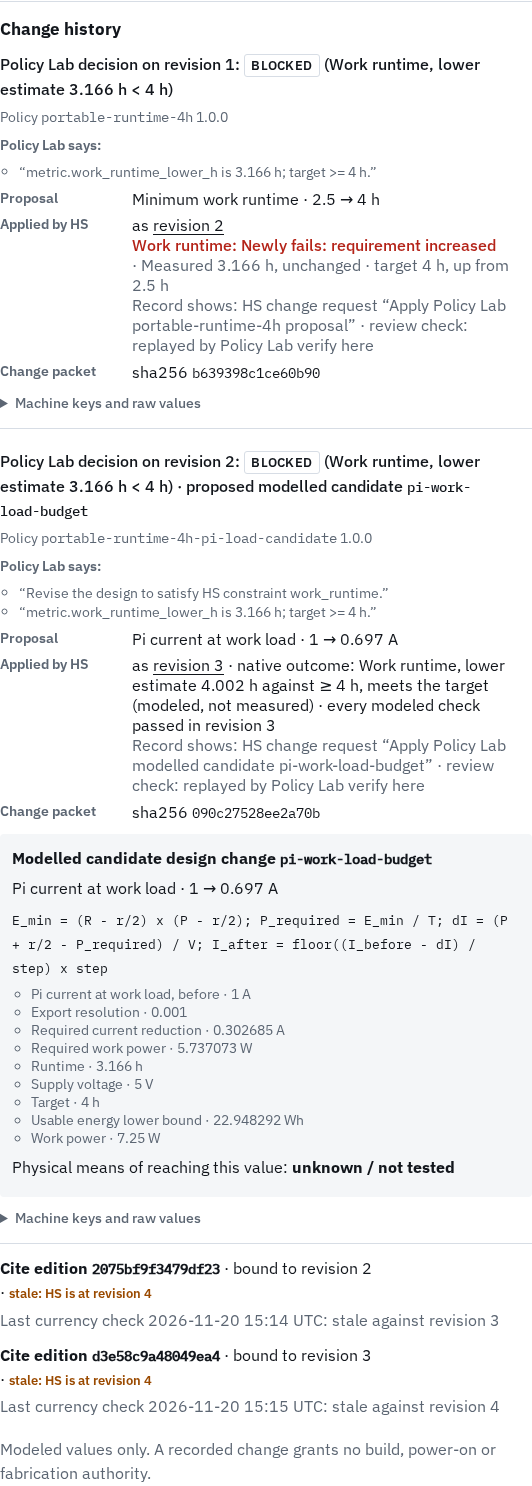 Change history
Policy Lab decision on revision 1: BLOCKED (Work runtime, lower
estimate 3.166 h < 4 h)
Policy portable-runtime-4h 1.0.0
Policy Lab says:
“metric.work_runtime_lower_h is 3.166 h; target >= 4 h.”
Proposal Minimum work runtime · 2.5 → 4 h
Applied by HS as revision 2
Work runtime: Newly fails: requirement increased
· Measured 3.166 h, unchanged · target 4 h, up from
2.5 h
Record shows: HS change request “Apply Policy Lab
portable-runtime-4h proposal” · review check:
replayed by Policy Lab verify here
Change packet sha256 b639398c1ce60b90
▶ Machine keys and raw values
Policy Lab decision on revision 2: BLOCKED (Work runtime, lower
estimate 3.166 h < 4 h) · proposed modelled candidate pi-work-
load-budget
Policy portable-runtime-4h-pi-load-candidate 1.0.0
Policy Lab says:
“Revise the design to satisfy HS constraint work_runtime.”
“metric.work_runtime_lower_h is 3.166 h; target >= 4 h.”
Proposal Pi current at work load · 1 → 0.697 A
Applied by HS as revision 3 · native outcome: Work runtime, lower
estimate 4.002 h against ≥ 4 h, meets the target
(modeled, not measured) · every modeled check
passed in revision 3
Record shows: HS change request “Apply Policy Lab
modelled candidate pi-work-load-budget” · review
check: replayed by Policy Lab verify here
Change packet sha256 090c27528ee2a70b
Modelled candidate design change pi-work-load-budget
Pi current at work load · 1 → 0.697 A
E_min = (R - r/2) x (P - r/2); P_required = E_min / T; dI = (P
+ r/2 - P_required) / V; I_after = floor((I_before - dI) /
step) x step
Pi current at work load, before · 1 A
Export resolution · 0.001
Required current reduction · 0.302685 A
Required work power · 5.737073 W
Runtime · 3.166 h
Supply voltage · 5 V
Target · 4 h
Usable energy lower bound · 22.948292 Wh
Work power · 7.25 W
Physical means of reaching this value: unknown / not tested
▶ Machine keys and raw values
Cite edition 2075bf9f3479df23 · bound to revision 2
· stale: HS is at revision 4
Last currency check 2026-11-20 15:14 UTC: stale against revision 3
Cite edition d3e58c9a48049ea4 · bound to revision 3
· stale: HS is at revision 4
Last currency check 2026-11-20 15:15 UTC: stale against revision 4
Modeled values only. A recorded change grants no build, power-on or
fabrication authority.